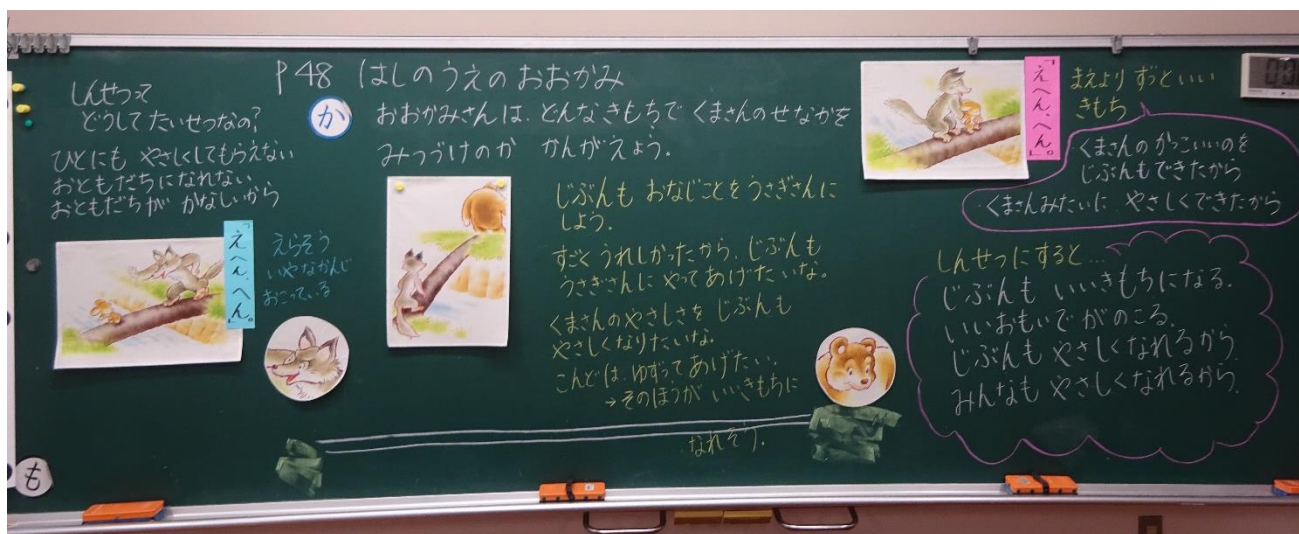 p48 はしのうえのおおかみ
しんせつって
どうしてたいせつなの?
ひとにも やさしくしてもらえない
おともだちになれない
おともだちが かなしいから
「えへん、へん。」
えらそう
いやなかんじ
おこっている
か
おおかみさんは、どんなきもちで くまさんのせなかを
みつづけのか かんがえよう。
じぶんも おなじことを うさぎさんに
しよう。
すごく うれしかったから、じぶんも
うさぎさんに やってあげたいな。
くまさんのやさしさを じぶんも
やさしくなりたいな。
こんどは、ゆずってあげたい。
→そのほうが いいきもちに
なれそう。
「えへん、へん。」
まえより ずっといい
きもち
・くまさんの かっこいいのを
じぶんもできたから
・くまさんみたいに やさしくできたから
しんせつにすると…
じぶんも いいきもちになる。
いいおもいで がのこる。
じぶんも やさしくなれるから
みんなも やさしくなれるから。
も